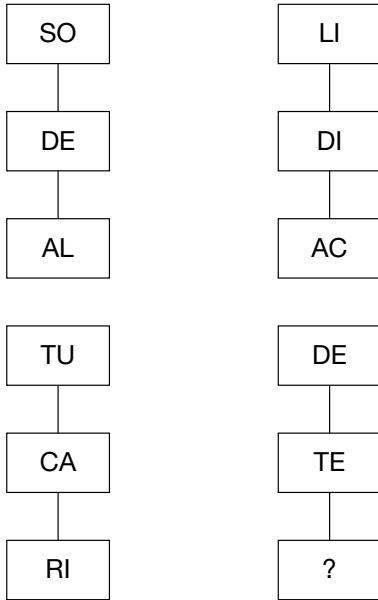 SO LI
DE DI
AL AC
TU DE
CA TE
RI ?